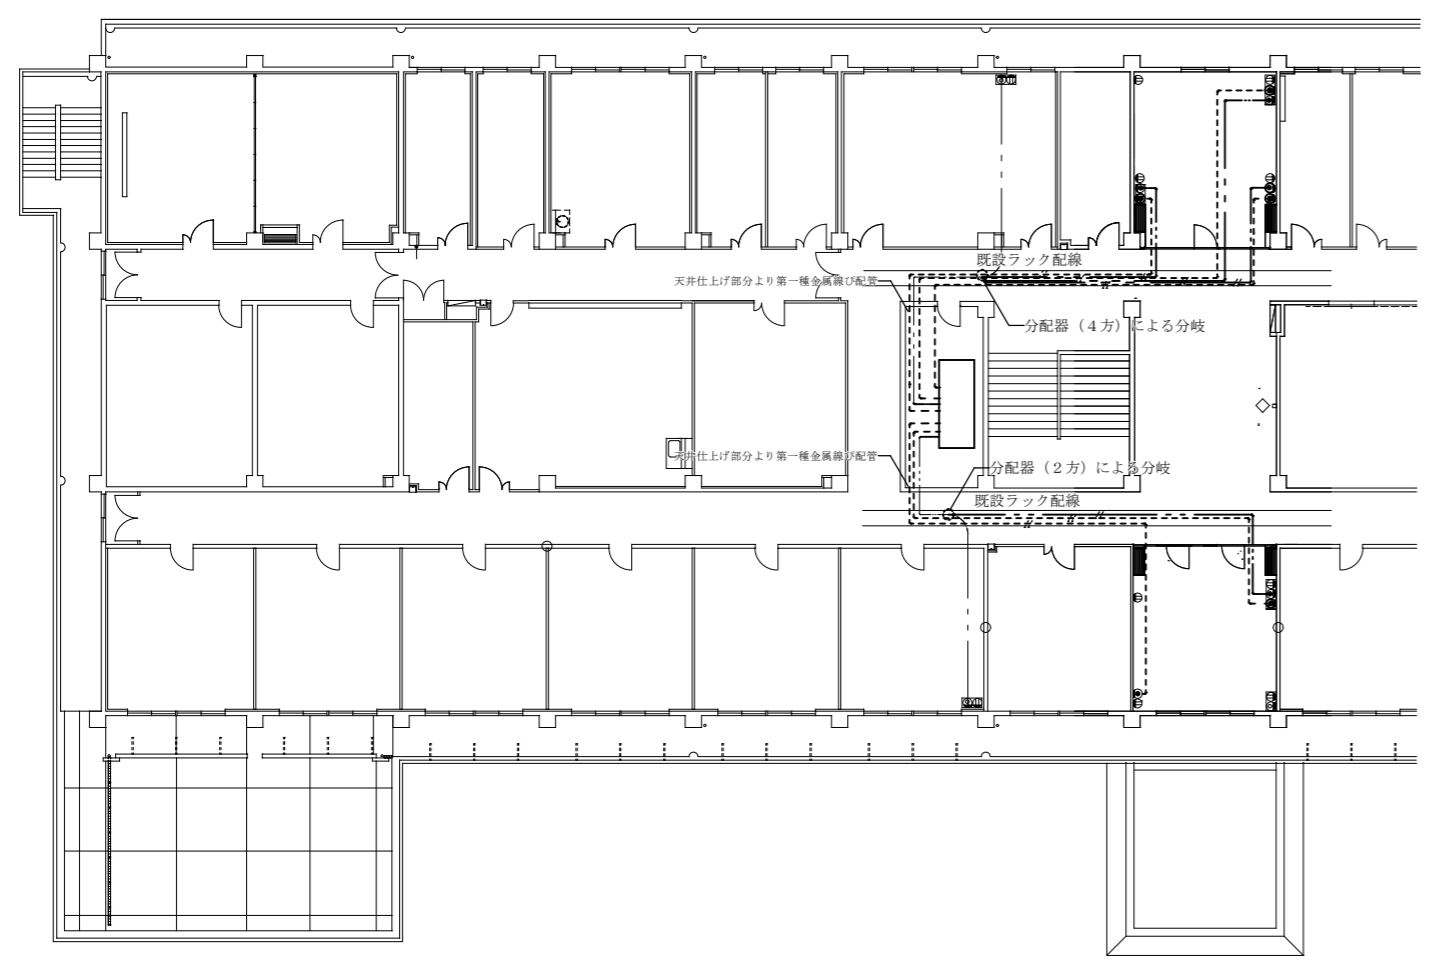 既設ラック配線
天井仕上げ部分より第一種金属線び配管
分配器（４方）による分岐
天井仕上げ部分より第一種金属線び配管
分配器（２方）による分岐
既設ラック配線